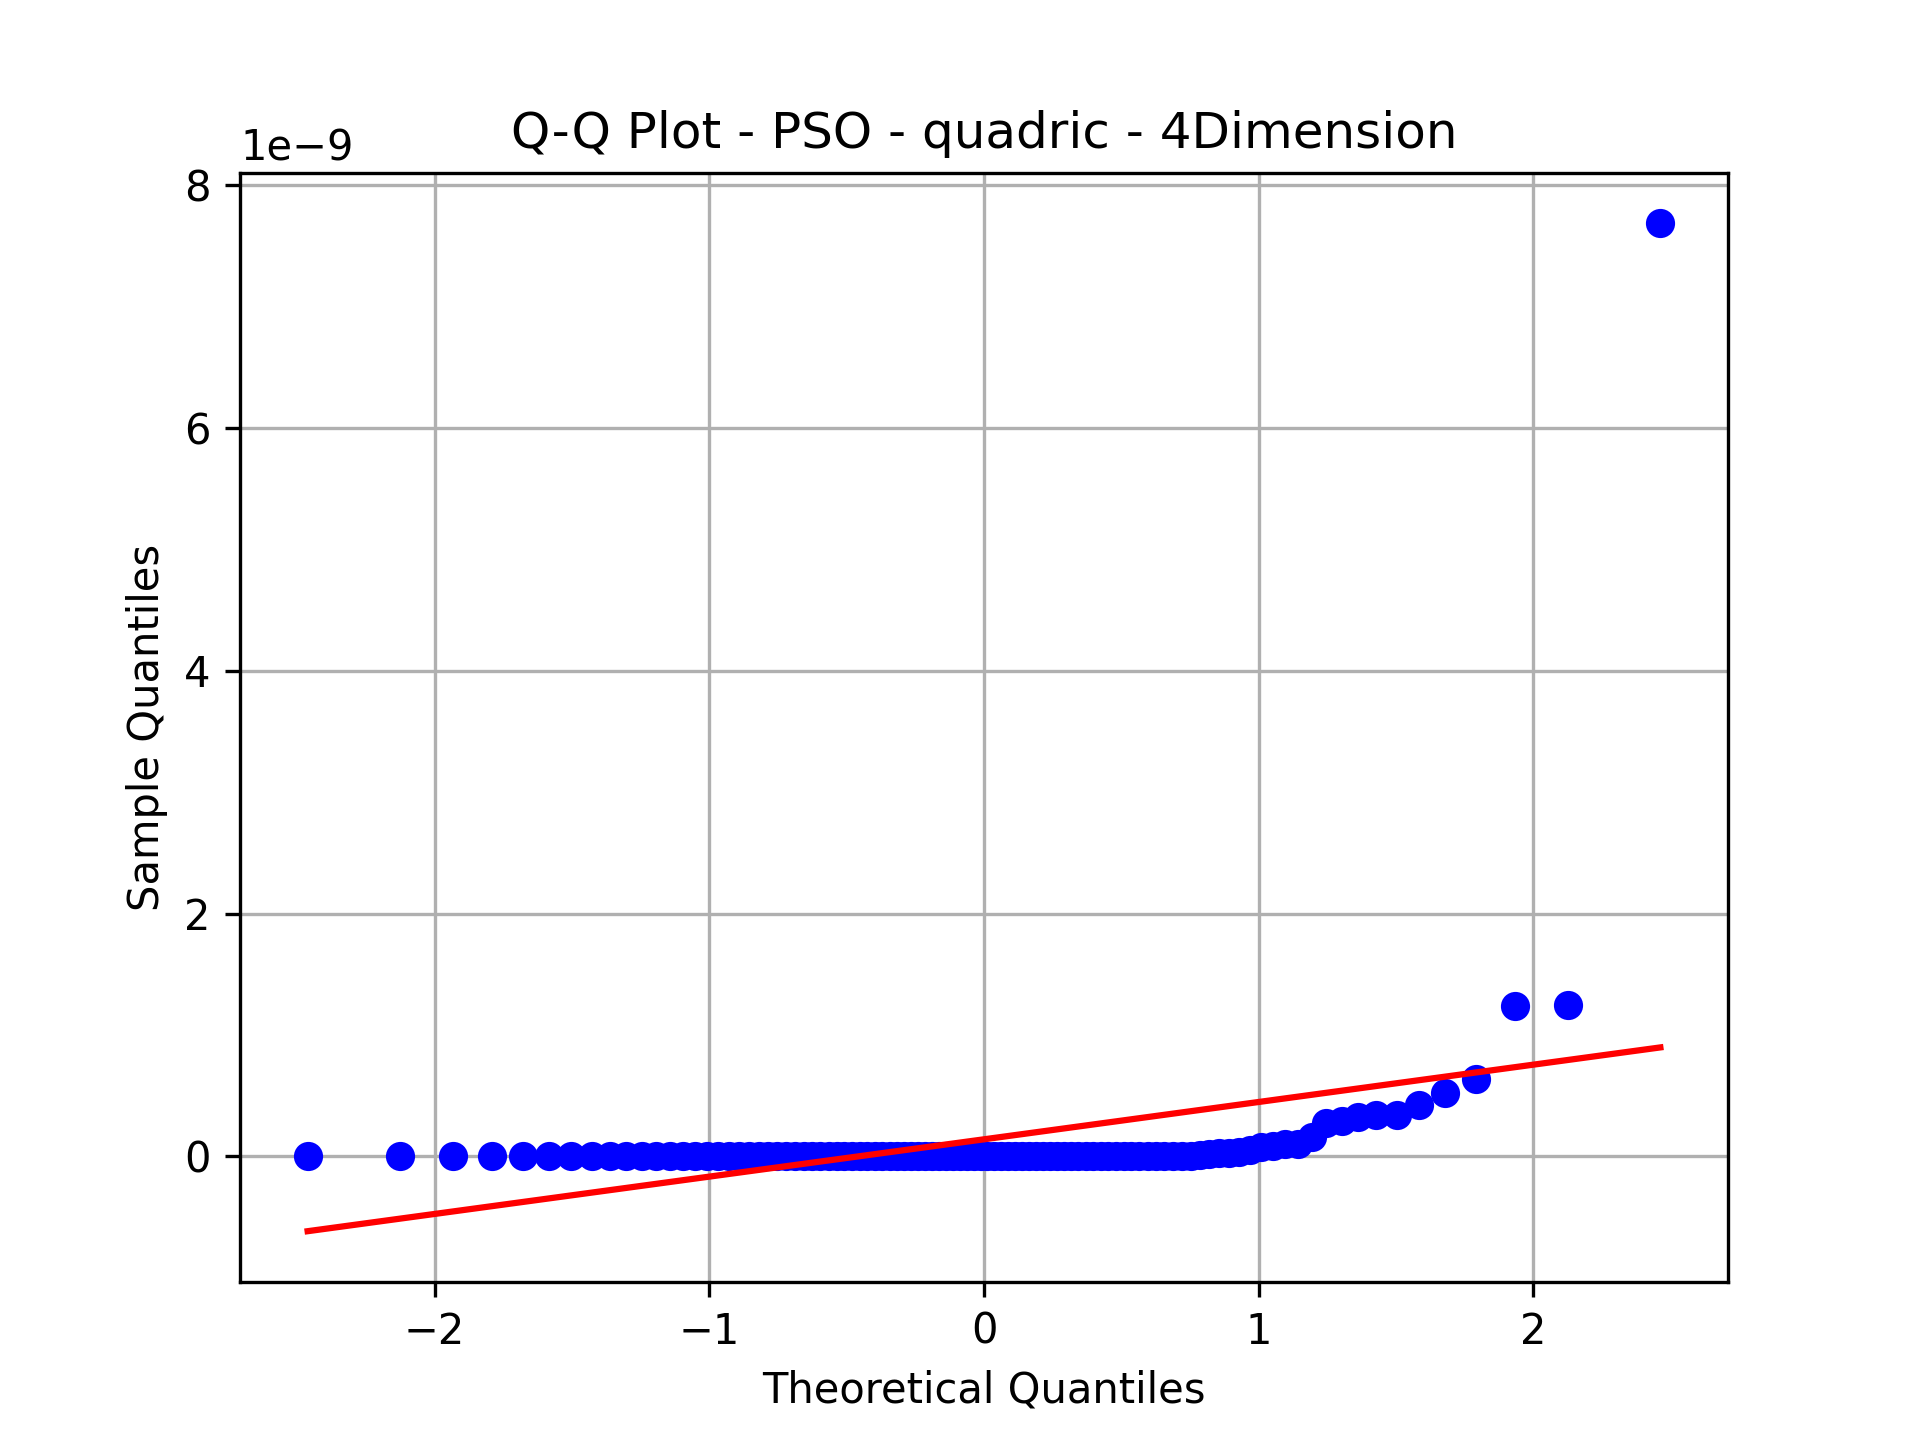 Q-Q Plot - PSO - quadric - 4Dimension
1e−9
8
6
4
2
0
Sample Quantiles
−2 −1 0 1 2
Theoretical Quantiles